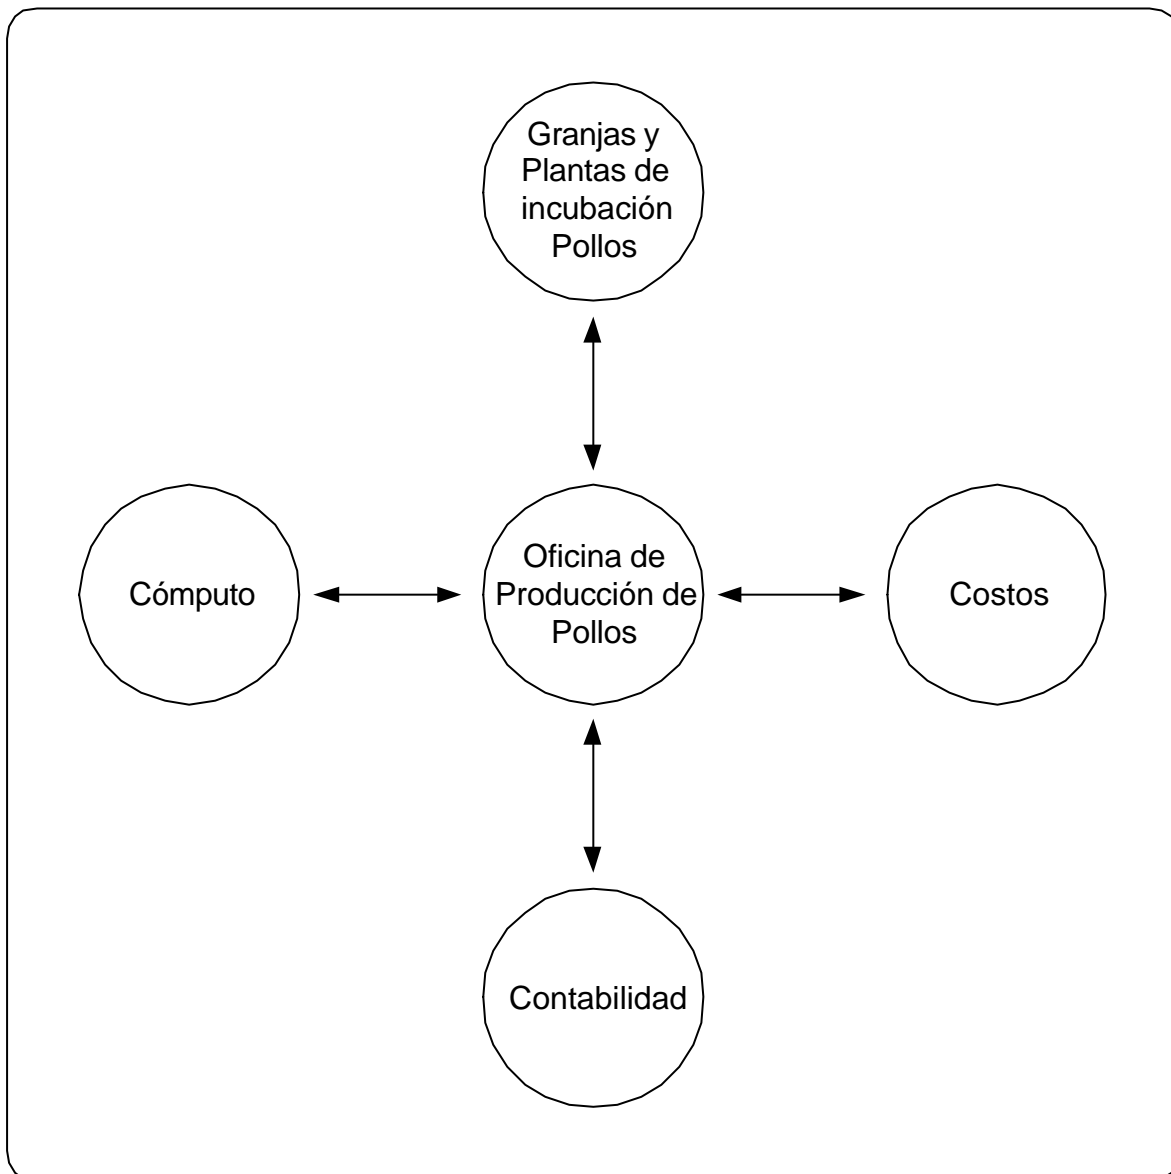 Granjas y
Plantas de
incubación
Pollos
Cómputo
Oficina de
Producción de
Pollos
Costos
Contabilidad